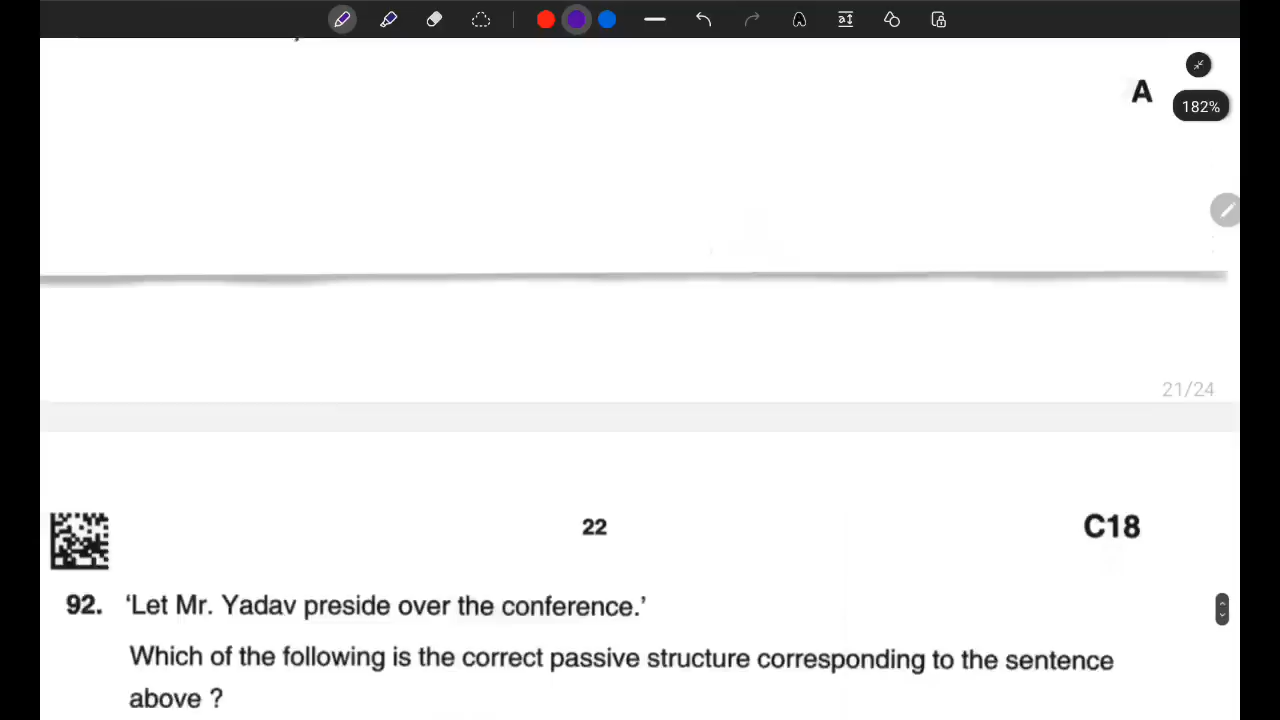 A
182%
21/24
22
C18
92. ‘Let Mr. Yadav preside over the conference.’
Which of the following is the correct passive structure corresponding to the sentence
above ?